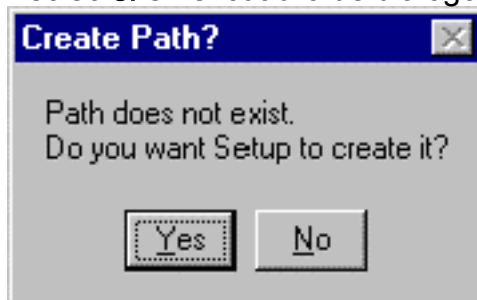 Create Path?
Path does not exist.
Do you want Setup to create it?
Yes No